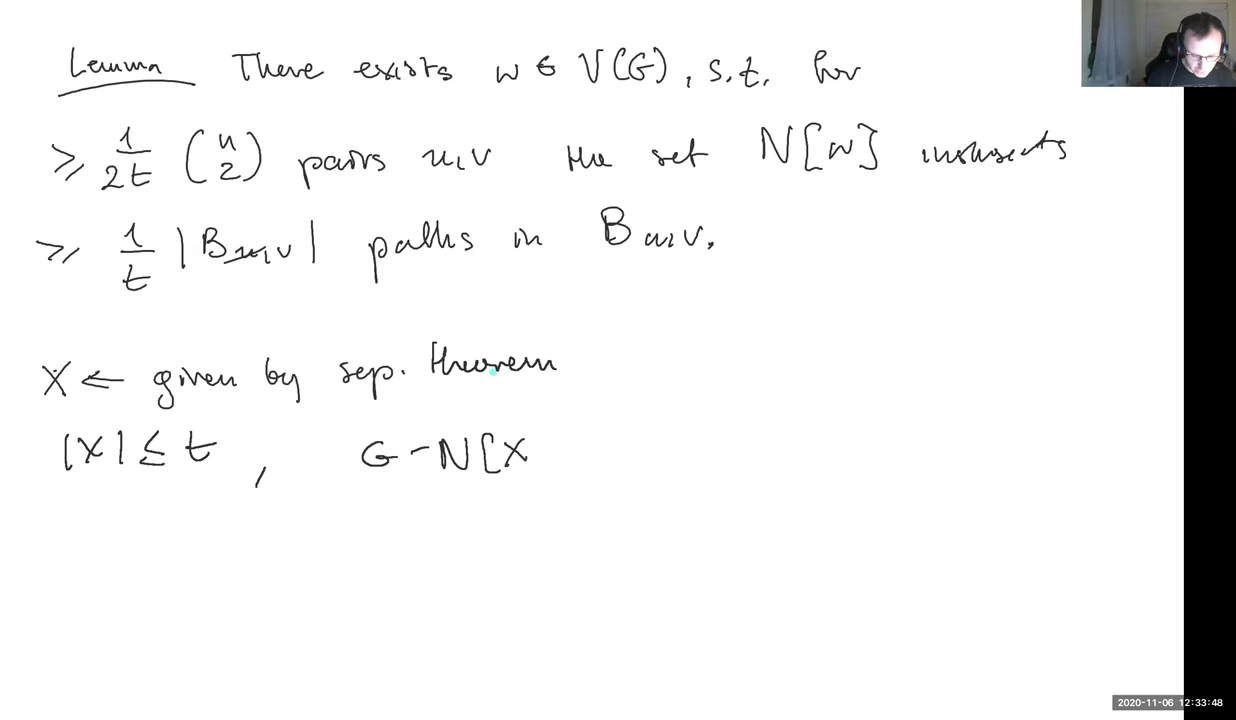 Lemma There exists w ∈ V(G), s.t. for
≥ 1/2t (n 2) pairs u,v the set N[w] intersects
≥ 1/t |Bu,v| paths in Bu,v.
X ← given by sep. theorem
|X| ≤ t , G - N[X
2020-11-06 12:33:48